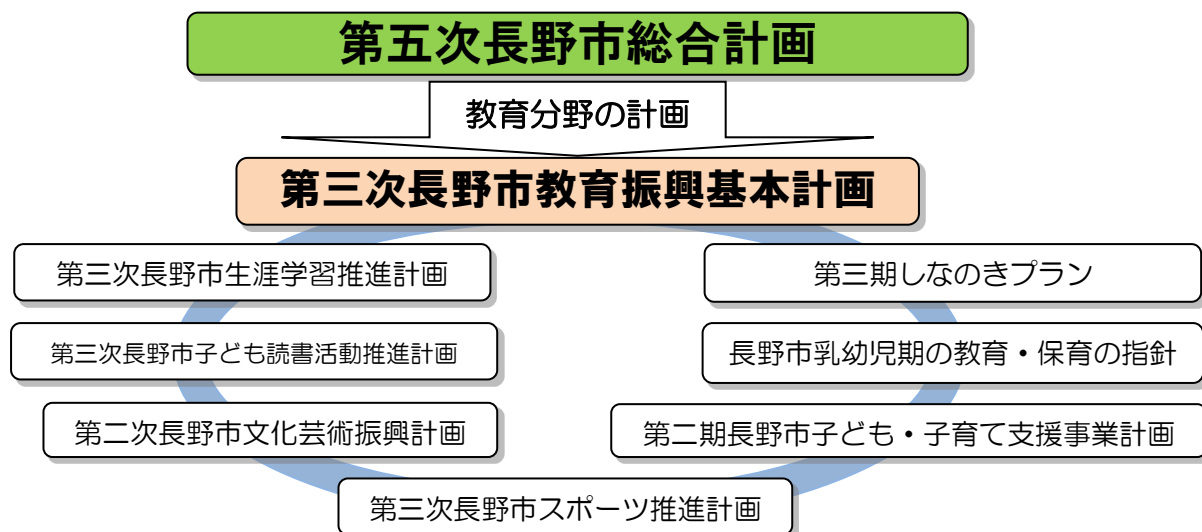 第五次長野市総合計画
教育分野の計画
第三次長野市教育振興基本計画
第三次長野市生涯学習推進計画
第三期しなのきプラン
第三次長野市子ども読書活動推進計画
長野市乳幼児期の教育・保育の指針
第二次長野市文化芸術振興計画
第二期長野市子ども・子育て支援事業計画
第三次長野市スポーツ推進計画